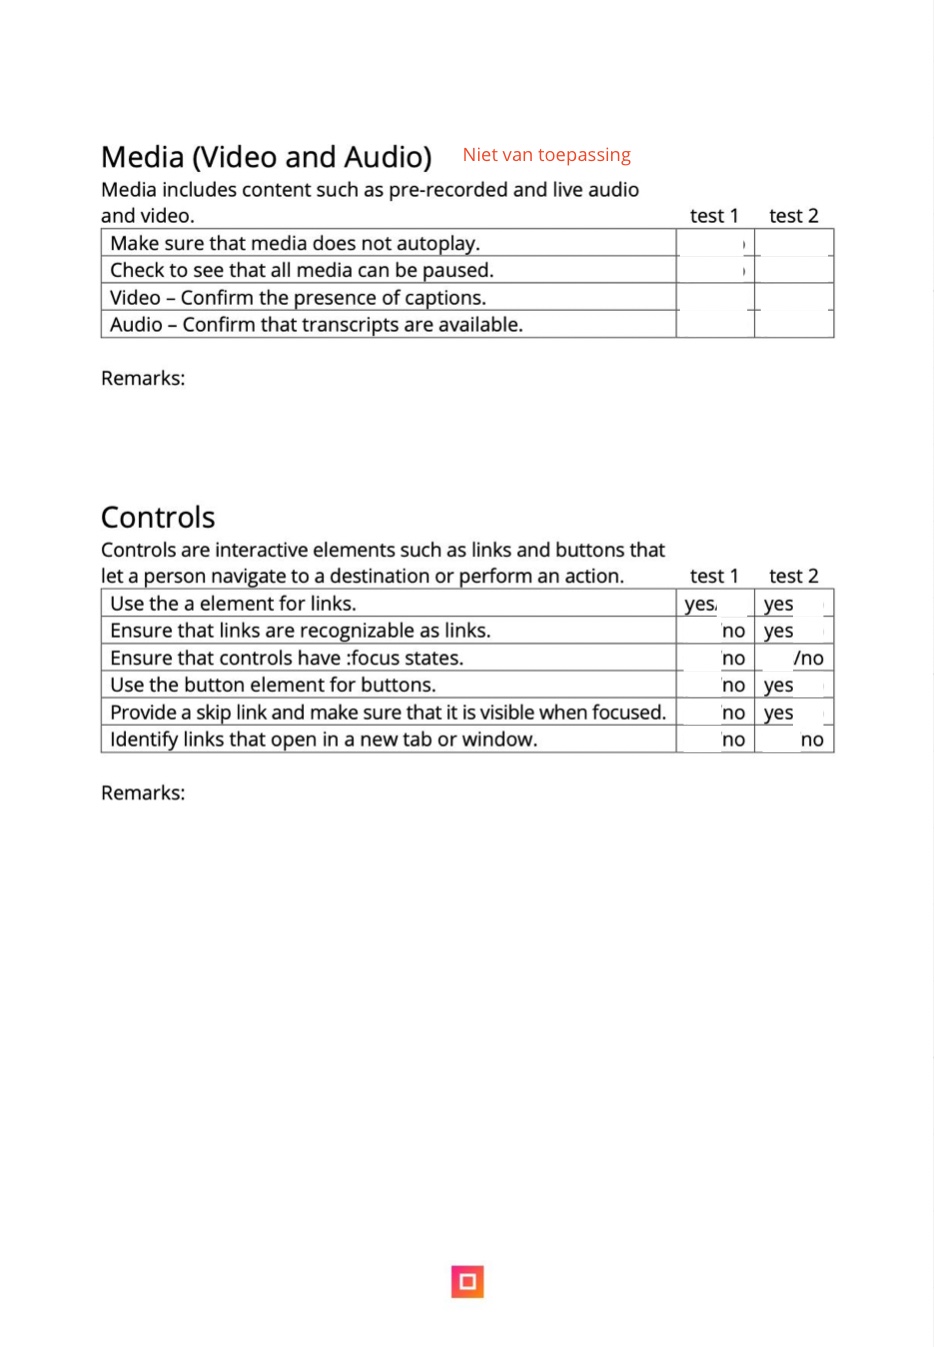 Media (Video and Audio) Niet van toepassing
Media includes content such as pre-recorded and live audio
and video. test 1 test 2
Make sure that media does not autoplay.
Check to see that all media can be paused.
Video – Confirm the presence of captions.
Audio – Confirm that transcripts are available.
Remarks:
Controls
Controls are interactive elements such as links and buttons that
let a person navigate to a destination or perform an action. test 1 test 2
Use the a element for links. yes/ yes
Ensure that links are recognizable as links. no yes
Ensure that controls have :focus states. no /no
Use the button element for buttons. no yes
Provide a skip link and make sure that it is visible when focused. no yes
Identify links that open in a new tab or window. no no
Remarks: